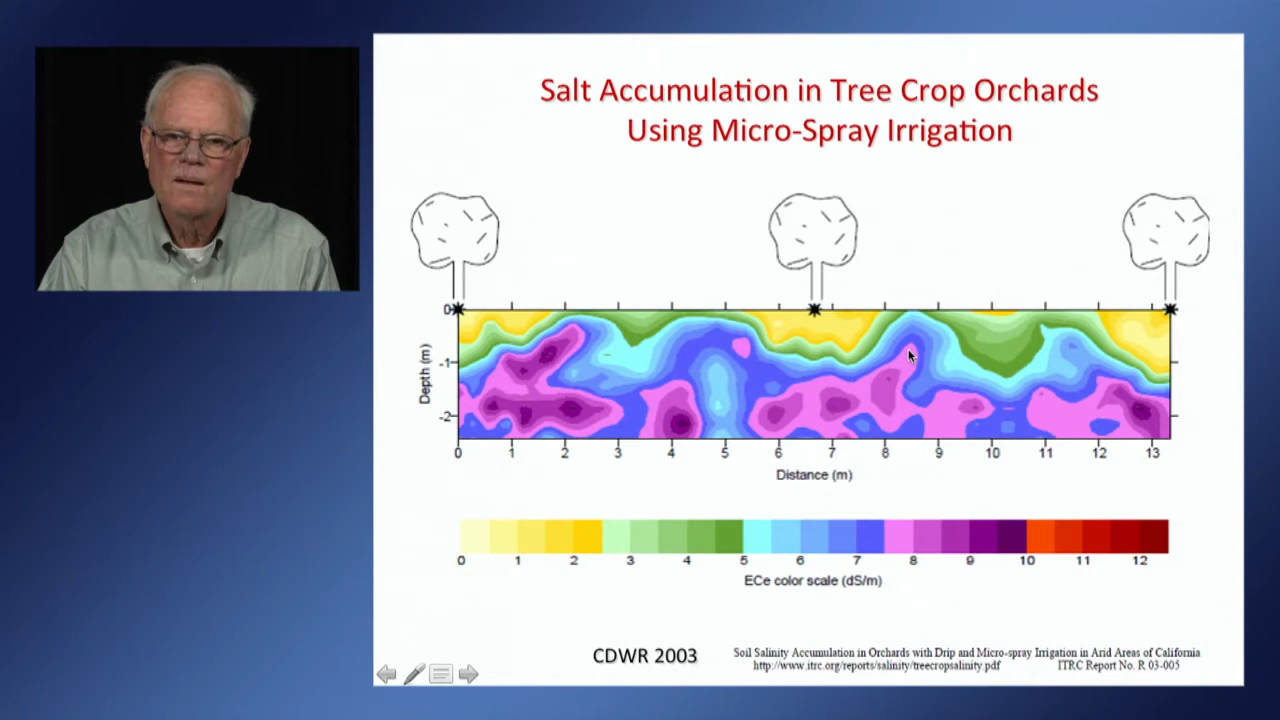 Salt Accumulation in Tree Crop Orchards
Using Micro-Spray Irrigation
0
-1
-2
Depth (m)
0 1 2 3 4 5 6 7 8 9 10 11 12 13
Distance (m)
0 1 2 3 4 5 6 7 8 9 10 11 12
ECe color scale (dS/m)
CDWR 2003
Soil Salinity Accumulation in Orchards with Drip and Micro-spray Irrigation in Arid Areas of California
http://www.itrc.org/reports/salinity/treecropsalinity.pdf ITRC Report No. R 03-005